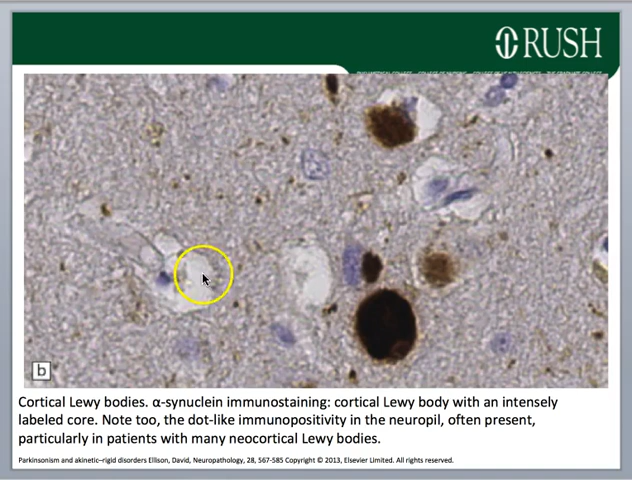 RUSH
b
Cortical Lewy bodies. α-synuclein immunostaining: cortical Lewy body with an intensely
labeled core. Note too, the dot-like immunopositivity in the neuropil, often present,
particularly in patients with many neocortical Lewy bodies.
Parkinsonism and akinetic–rigid disorders Ellison, David, Neuropathology, 28, 567-585 Copyright © 2013, Elsevier Limited. All rights reserved.